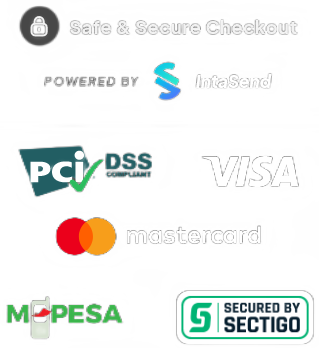 Safe & Secure Checkout
POWERED BY IntaSend
PCI DSS COMPLIANT
VISA
mastercard
M-PESA
SECURED BY
SECTIGO